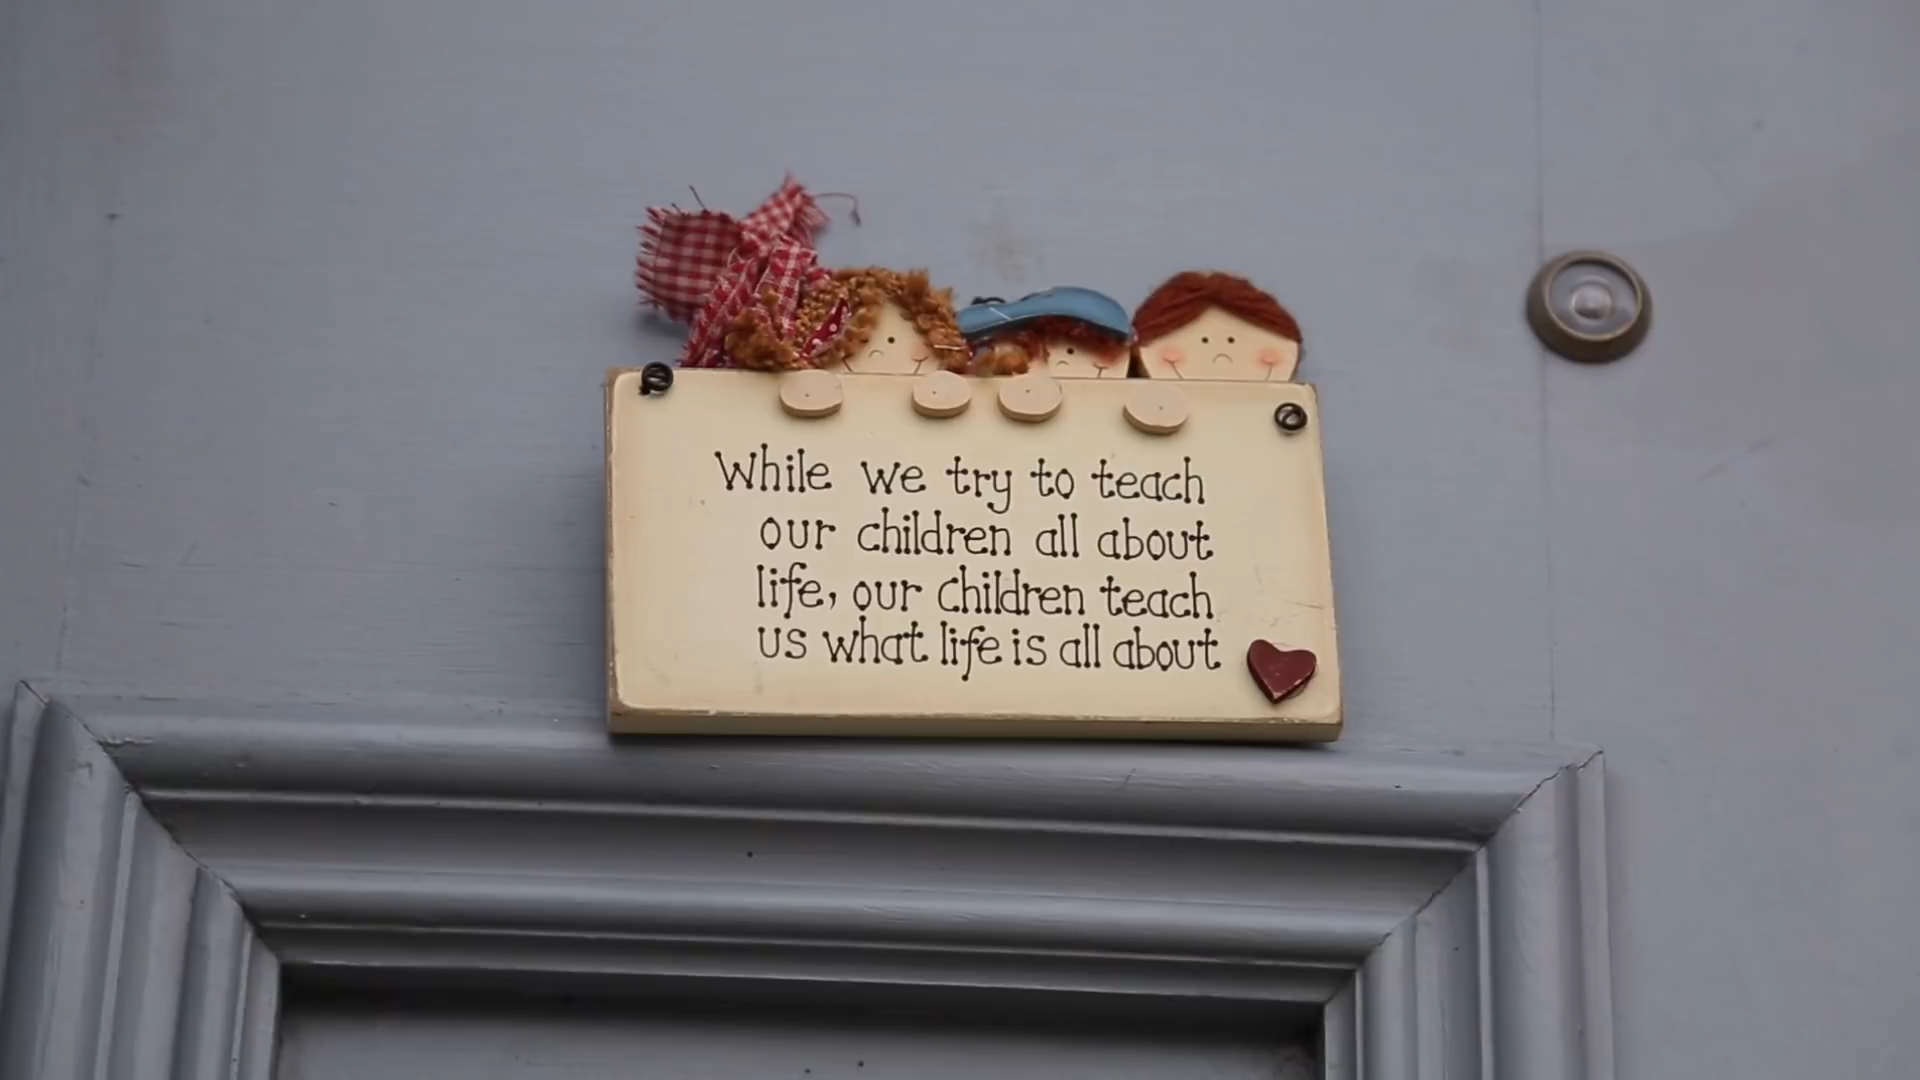 While we try to teach
our children all about
life, our children teach
us what life is all about